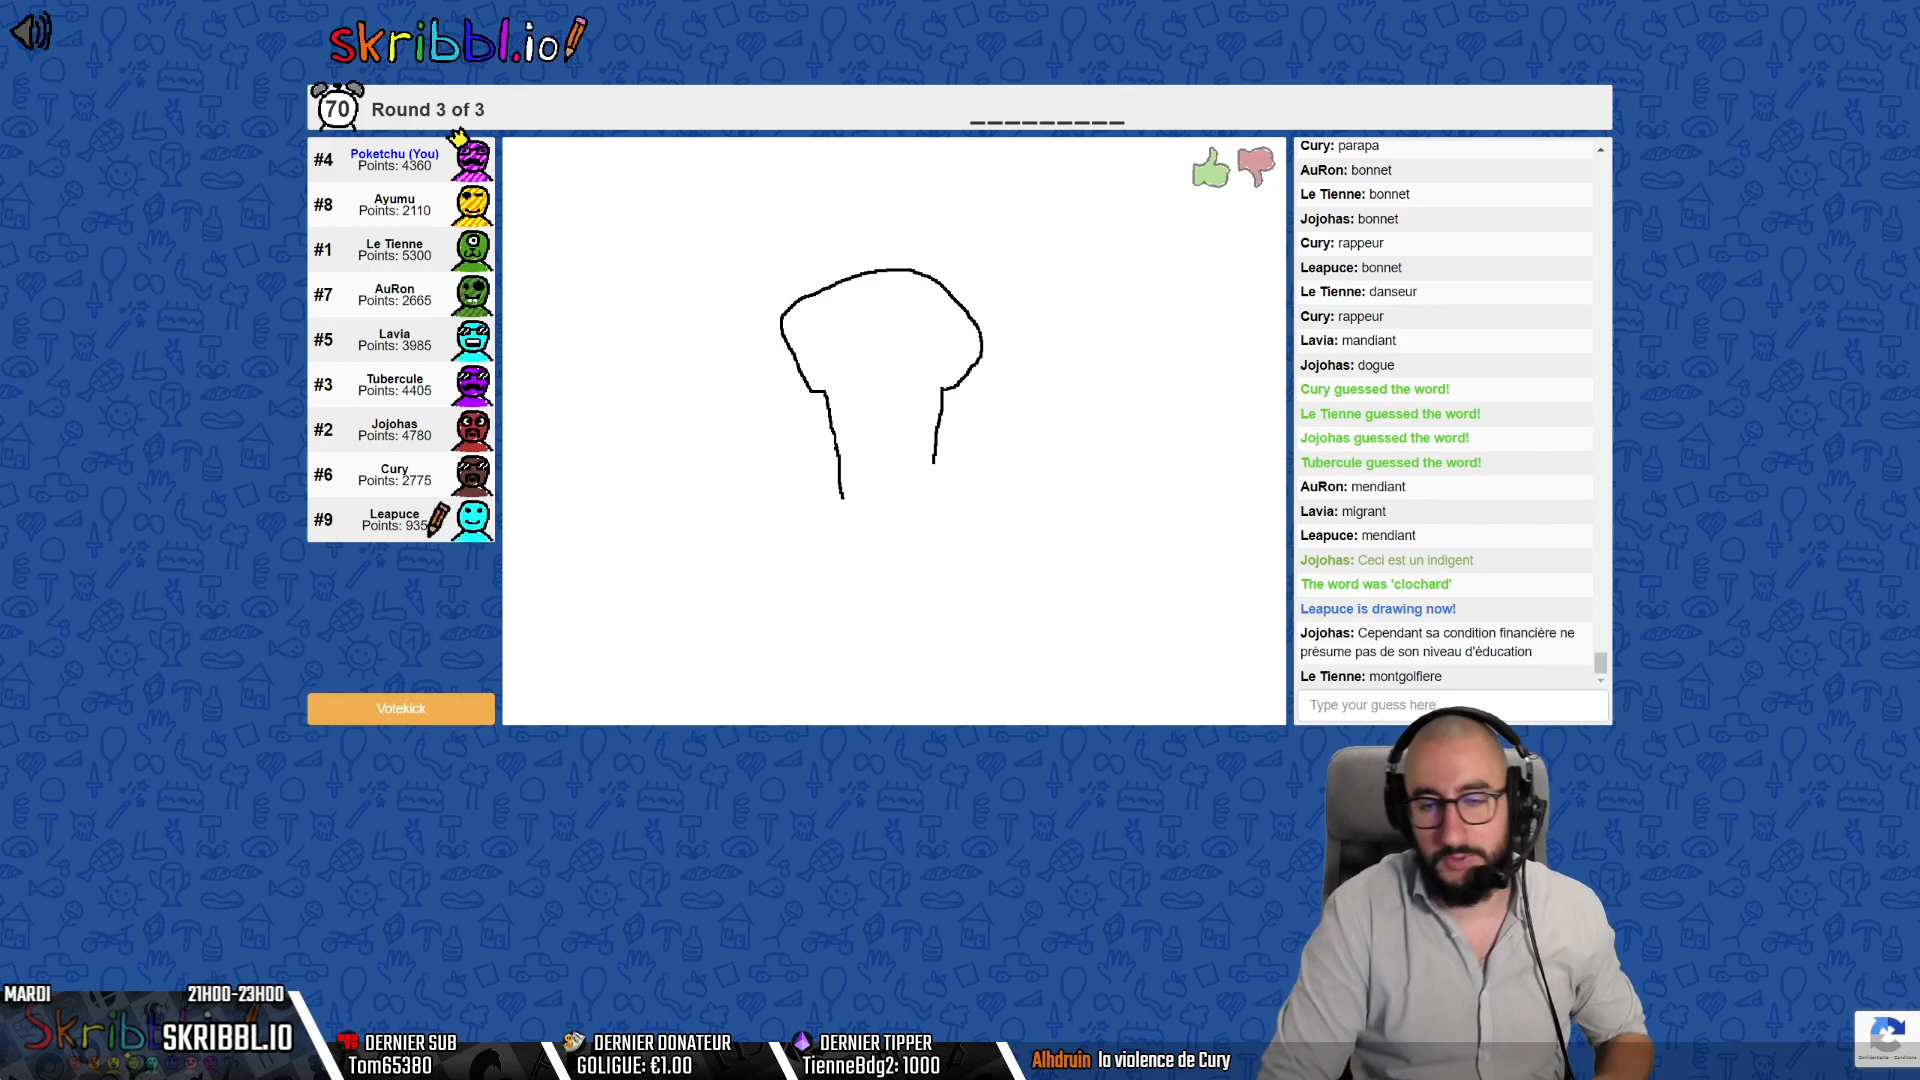 skribbl.io
70
Round 3 of 3
_________
#4
Poketchu (You)
Points: 4360
#8
Ayumu
Points: 2110
#1
Le Tienne
Points: 5300
#7
AuRon
Points: 2665
#5
Lavia
Points: 3985
#3
Tubercule
Points: 4405
#2
Jojohas
Points: 4780
#6
Cury
Points: 2775
#9
Leapuce
Points: 935
Votekick
Cury: parapa
AuRon: bonnet
Le Tienne: bonnet
Jojohas: bonnet
Cury: rappeur
Leapuce: bonnet
Le Tienne: danseur
Cury: rappeur
Lavia: mandiant
Jojohas: dogue
Cury guessed the word!
Le Tienne guessed the word!
Jojohas guessed the word!
Tubercule guessed the word!
AuRon: mendiant
Lavia: migrant
Leapuce: mendiant
Jojohas: Ceci est un indigent
The word was 'clochard'
Leapuce is drawing now!
Jojohas: Cependant sa condition financière ne
présume pas de son niveau d'éducation
Le Tienne: montgolfiere
Type your guess here
MARDI
21H00-23H00
SKRIBBL.IO
DERNIER SUB
Tom65380
DERNIER DONATEUR
GOLIGUE: €1.00
DERNIER TIPPER
TienneBdg2: 1000
Alhdruin la violence de Cury